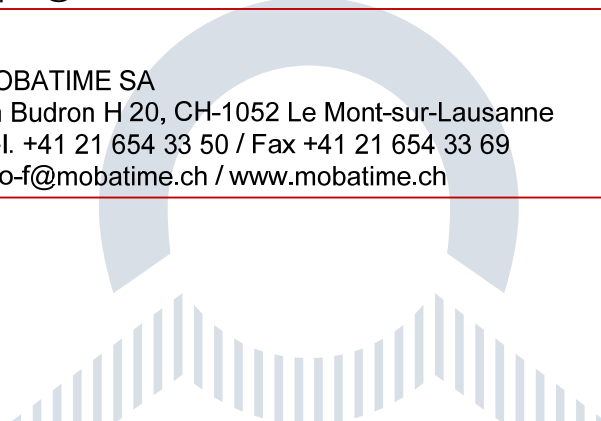 OBATIME SA
Budron H 20, CH-1052 Le Mont-sur-Lausanne
+41 21 654 33 50 / Fax +41 21 654 33 69
o-f@mobatime.ch / www.mobatime.ch